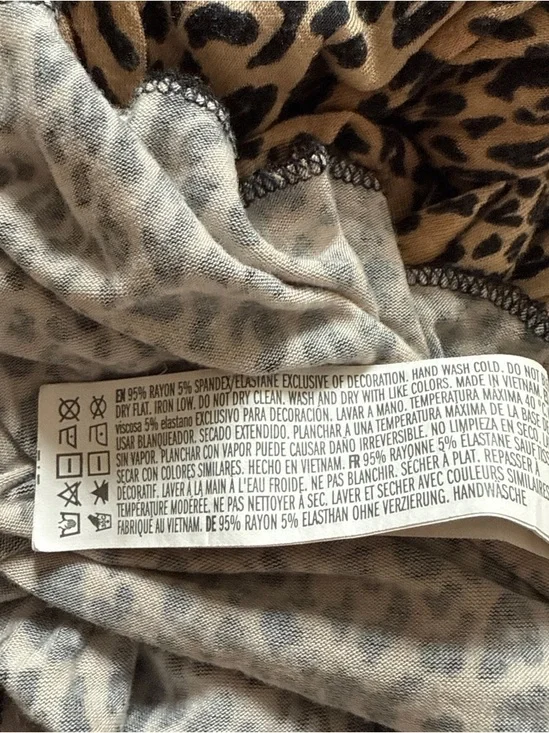 EN 95% RAYON 5% SPANDEX/ELASTANE EXCLUSIVE OF DECORATION. HAND WASH COLD. DO NOT
DRY FLAT. IRON LOW. DO NOT DRY CLEAN. WASH AND DRY WITH LIKE COLORS. MADE IN VIETNAM.
viscosa 5% elastano EXCLUSIVO PARA DECORACIÓN. LAVAR A MANO. TEMPERATURA MÁXIMA 40
USAR BLANQUEADOR. SECADO EXTENDIDO. PLANCHAR A UNA TEMPERATURA MÁXIMA DE LA BASE
SIN VAPOR. PLANCHAR CON VAPOR PUEDE CAUSAR DAÑO IRREVERSIBLE. NO LIMPIEZA EN SECO.
SECAR CON COLORES SIMILARES. HECHO EN VIETNAM. FR 95% RAYONNE 5% ELASTANE SAUF
DÉCORATIF. LAVER À LA MAIN À L'EAU FROIDE. NE PAS BLANCHIR. SÉCHER À PLAT. REPASSER À
TEMPÉRATURE MODÉRÉE. NE PAS NETTOYER À SEC. LAVER ET SÉCHER AVEC COULEURS SIMILAIRES.
FABRIQUÉ AU VIETNAM. DE 95% RAYON 5% ELASTHAN OHNE VERZIERUNG. HANDWÄSCHE